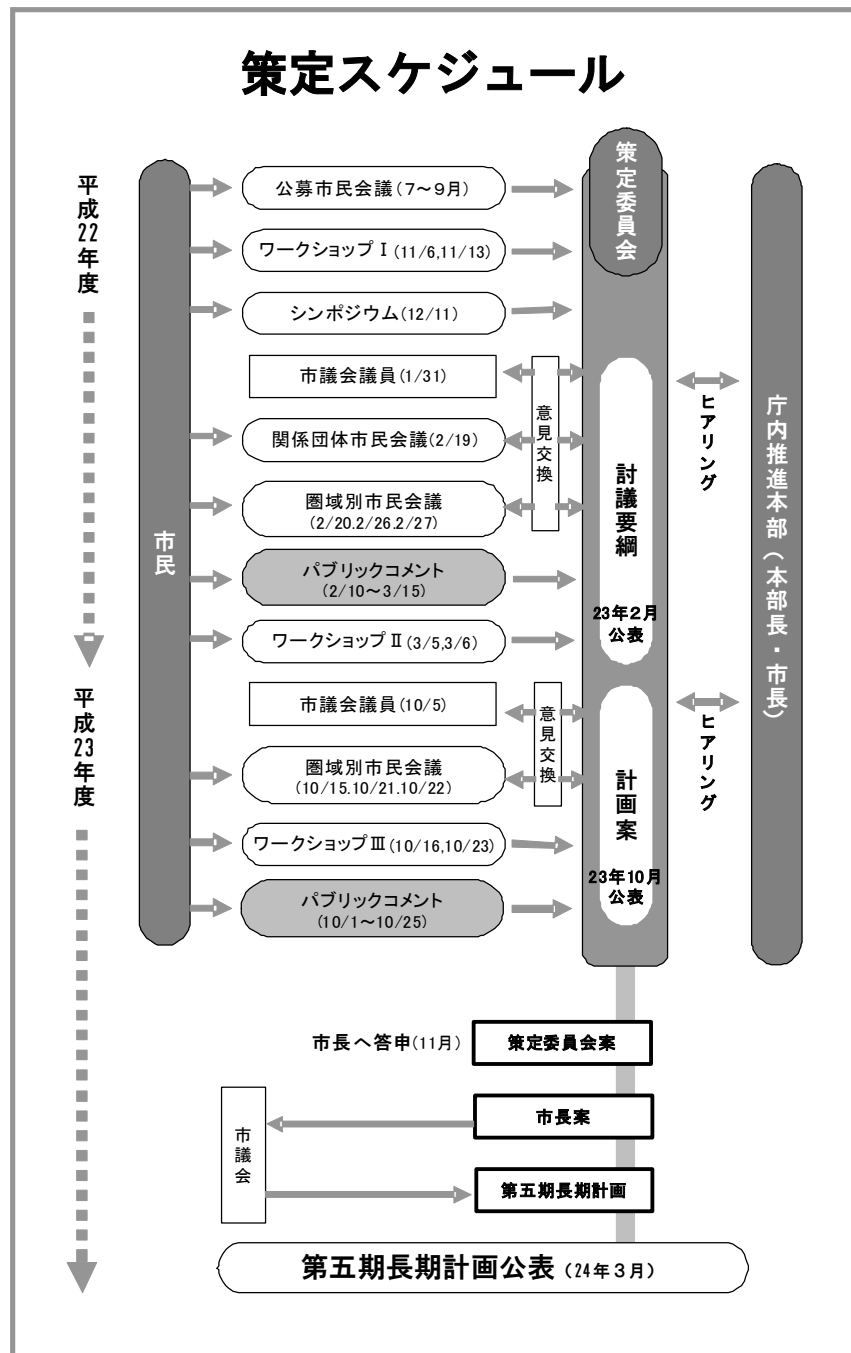 策定スケジュール
平成22年度
平成23年度
市民
公募市民会議(7～9月)
ワークショップⅠ(11/6,11/13)
シンポジウム(12/11)
市議会議員(1/31)
関係団体市民会議(2/19)
圏域別市民会議
(2/20.2/26.2/27)
パブリックコメント
(2/10～3/15)
ワークショップⅡ(3/5,3/6)
市議会議員(10/5)
圏域別市民会議
(10/15.10/21.10/22)
ワークショップⅢ(10/16,10/23)
パブリックコメント
(10/1～10/25)
意見交換
意見交換
策定委員会
討議要綱
23年2月
公表
計画案
23年10月
公表
ヒアリング
ヒアリング
庁内推進本部(本部長・市長)
市長へ答申(11月)
策定委員会案
市長案
市議会
第五期長期計画
第五期長期計画公表(24年3月)